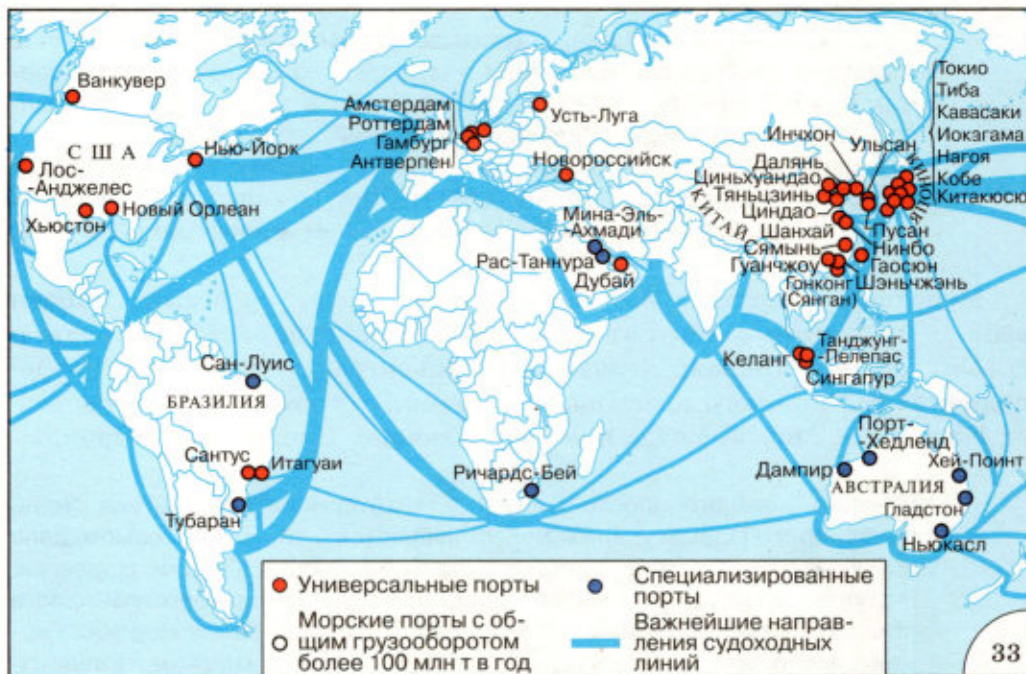 Ванкувер
США
Лос-
-Анджелес
Хьюстон
Новый Орлеан
Нью-Йорк
Амстердам
Роттердам
Гамбург
Антверпен
Усть-Луга
Новороссийск
Мина-Эль-
-Ахмади
Рас-Таннура
Дубай
Инчхон
Далянь
Циньхуандао
Тяньцзинь
Циндао
Шанхай
Сямынь
Гуанчжоу
Гонконг
(Сянган)
КИТАЙ
Ульсан
ЯПОНИЯ
Токио
Тиба
Кавасаки
Иокагама
Нагоя
Кобе
Китакюсю
Пусан
Нинбо
Гаосюн
Шэньчжэнь
Келанг
Танджунг-
-Пелепас
Сингапур
Сан-Луис
БРАЗИЛИЯ
Сантус
Итагуаи
Тубаран
Ричардс-Бей
Порт-
-Хедленд
Дампир
Хей-Поинт
АВСТРАЛИЯ
Гладстон
Ньюкасл
Универсальные порты
Морские порты с об-
щим грузооборотом
более 100 млн т в год
Специализированные
порты
Важнейшие направ-
ления судоходных
линий
33